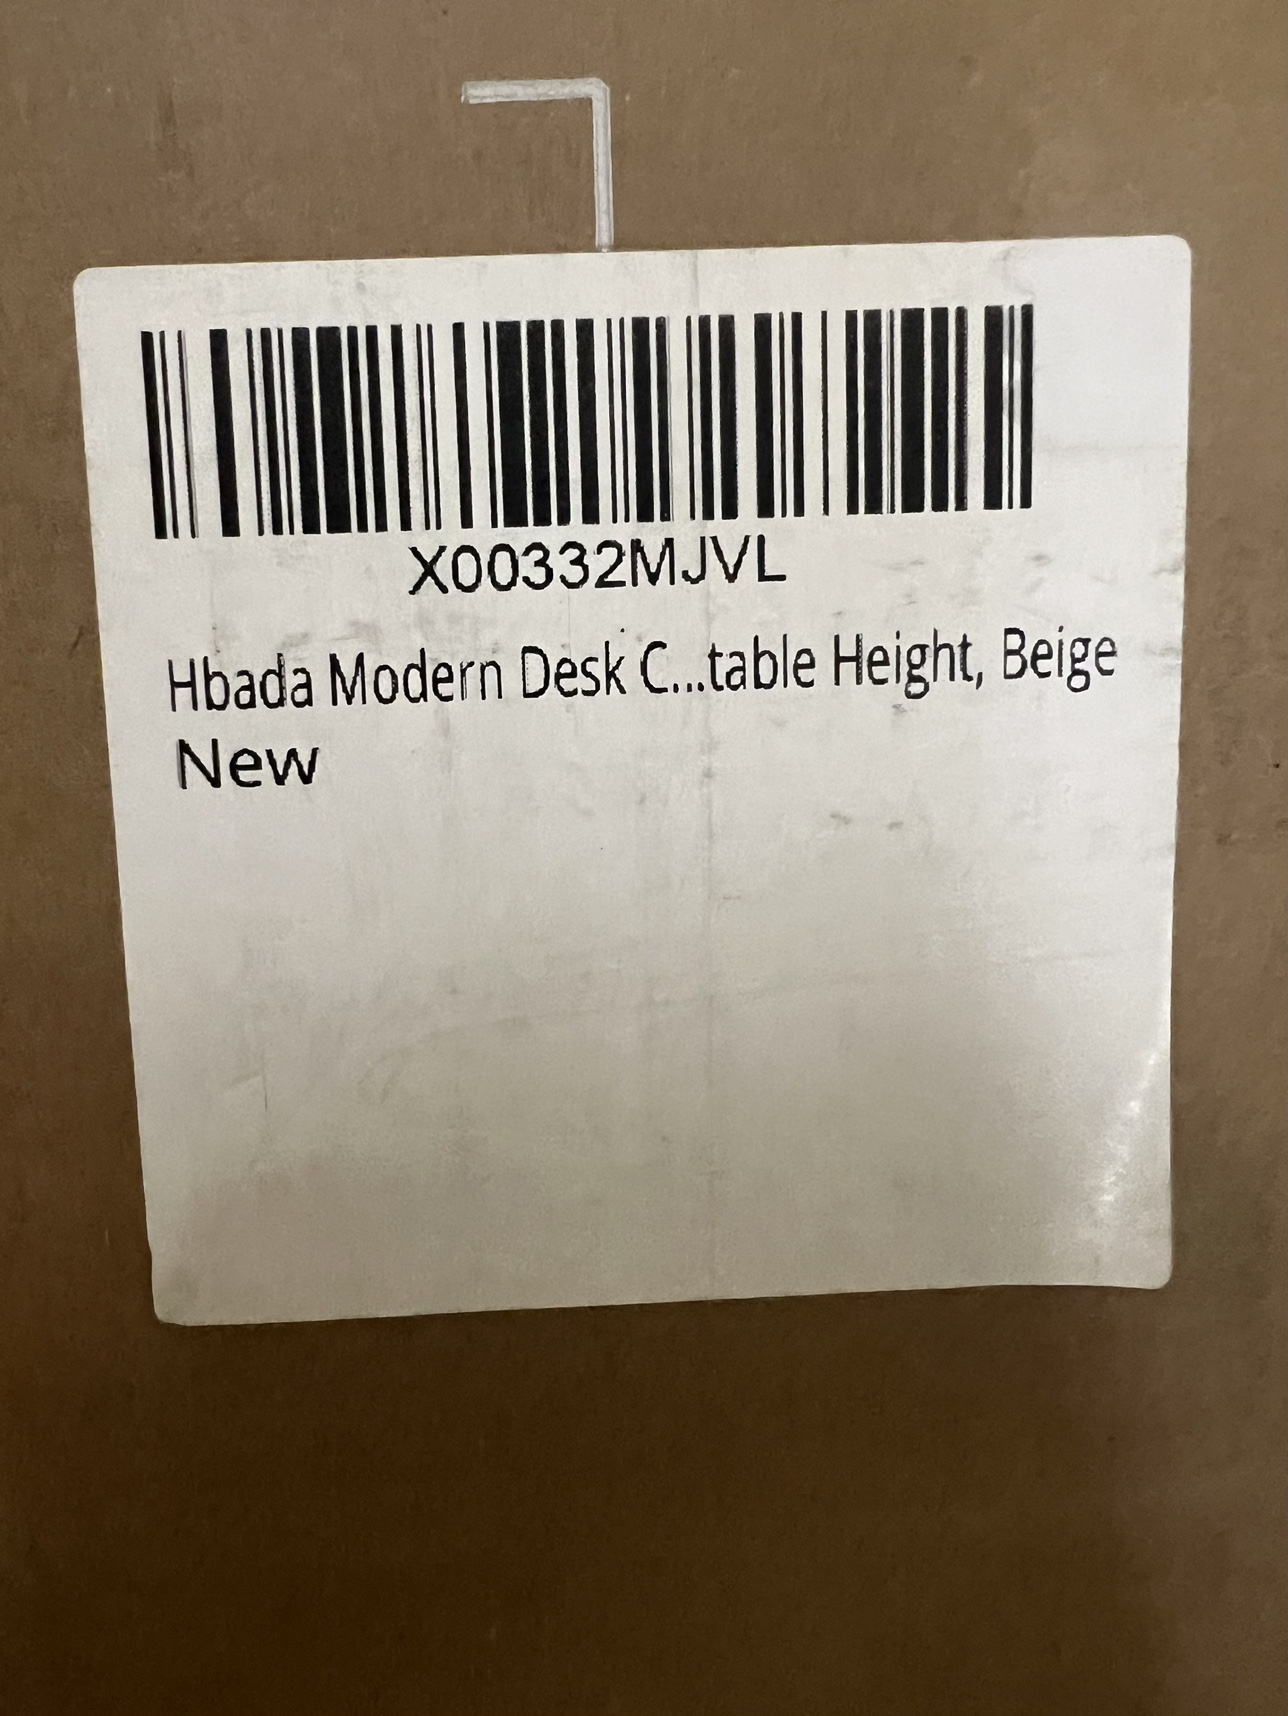 X00332MJVL
Hbada Modern Desk C...table Height, Beige
New